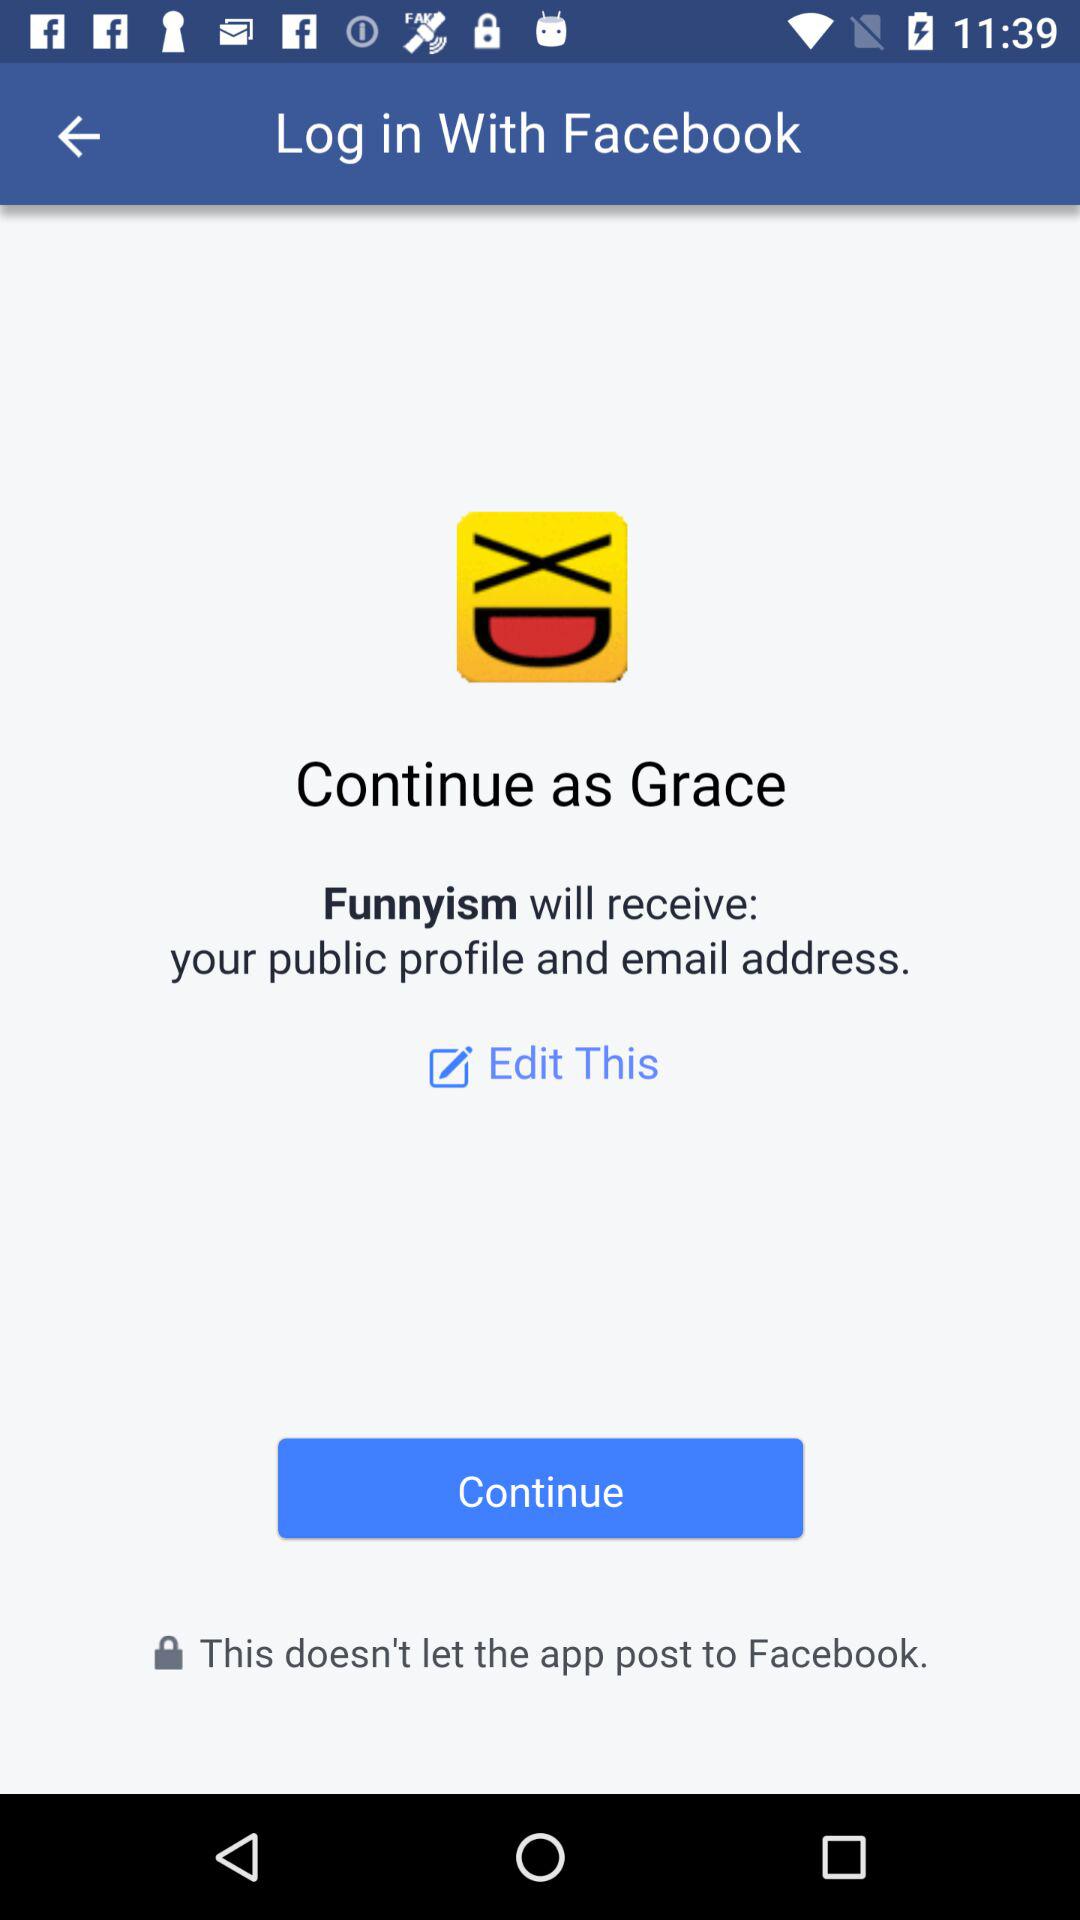 FAKE
11:39
Log in With Facebook
Continue as Grace
Funnyism will receive:
your public profile and email address.
Edit This
Continue
This doesn't let the app post to Facebook.